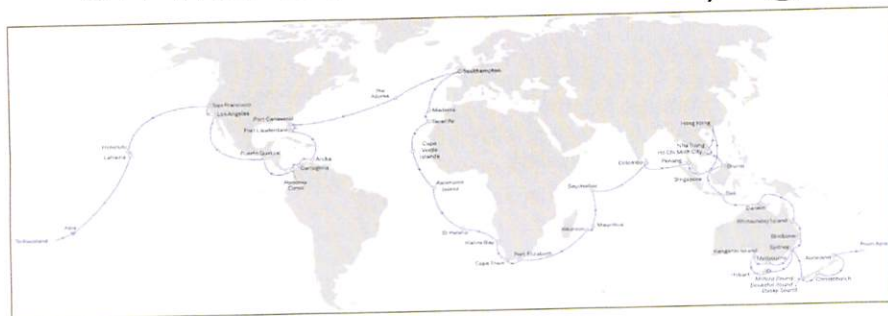 Southampton
The
Azores
San Francisco
Los Angeles
Port Canaveral
Fort Lauderdale
Madeira
Tenerife
Hong Kong
Honolulu
Lahaina
Puerto Quetzal
Aruba
Cartagena
Panama
Canal
Cape
Verde
Islands
Nha Trang
Ho Chi Minh City
Colombo
Penang
Brunei
Singapore
Ascension
Island
Seychelles
Bali
Darwin
St Helena
Walvis Bay
Mauritius
Whitsunday Island
Brisbane
Port Elizabeth
Cape Town
Kangaroo Island
Sydney
Melbourne
Auckland
Hobart
Milford Sound
Doubtful Sound
Dusky Sound
Christchurch